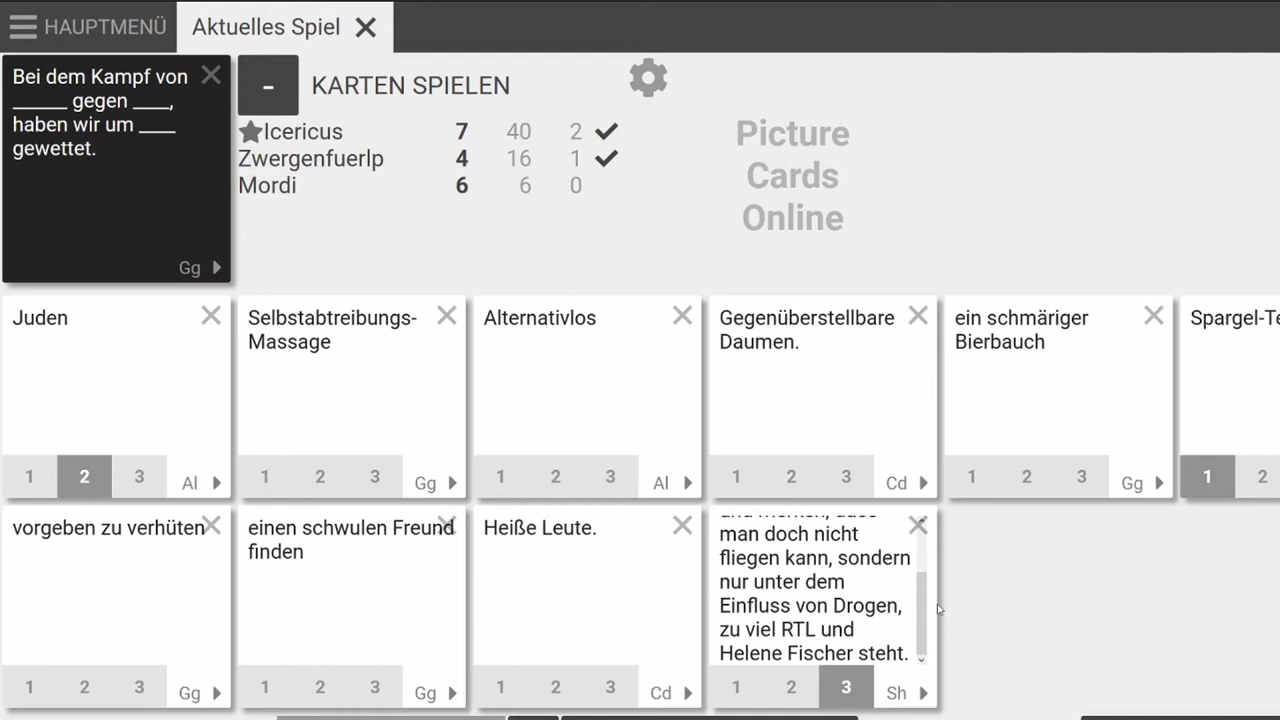 HAUPTMENÜ
Aktuelles Spiel
Bei dem Kampf von
_____ gegen ___,
haben wir um ___
gewettet.
Gg
-
KARTEN SPIELEN
Icericus 7 40 2
Zwergenfuerlp 4 16 1
Mordi 6 6 0
Picture
Cards
Online
Juden
1 2 3 Al
Selbstabtreibungs-
Massage
1 2 3 Gg
Alternativlos
1 2 3 Al
Gegenüberstellbare
Daumen.
1 2 3 Cd
ein schmäriger
Bierbauch
1 2 3 Gg
1 2
vorgeben zu verhüten
1 2 3 Gg
einen schwulen Freund
finden
1 2 3 Gg
Heiße Leute.
1 2 3 Cd
man doch nicht
fliegen kann, sondern
nur unter dem
Einfluss von Drogen,
zu viel RTL und
Helene Fischer steht.
1 2 3 Sh